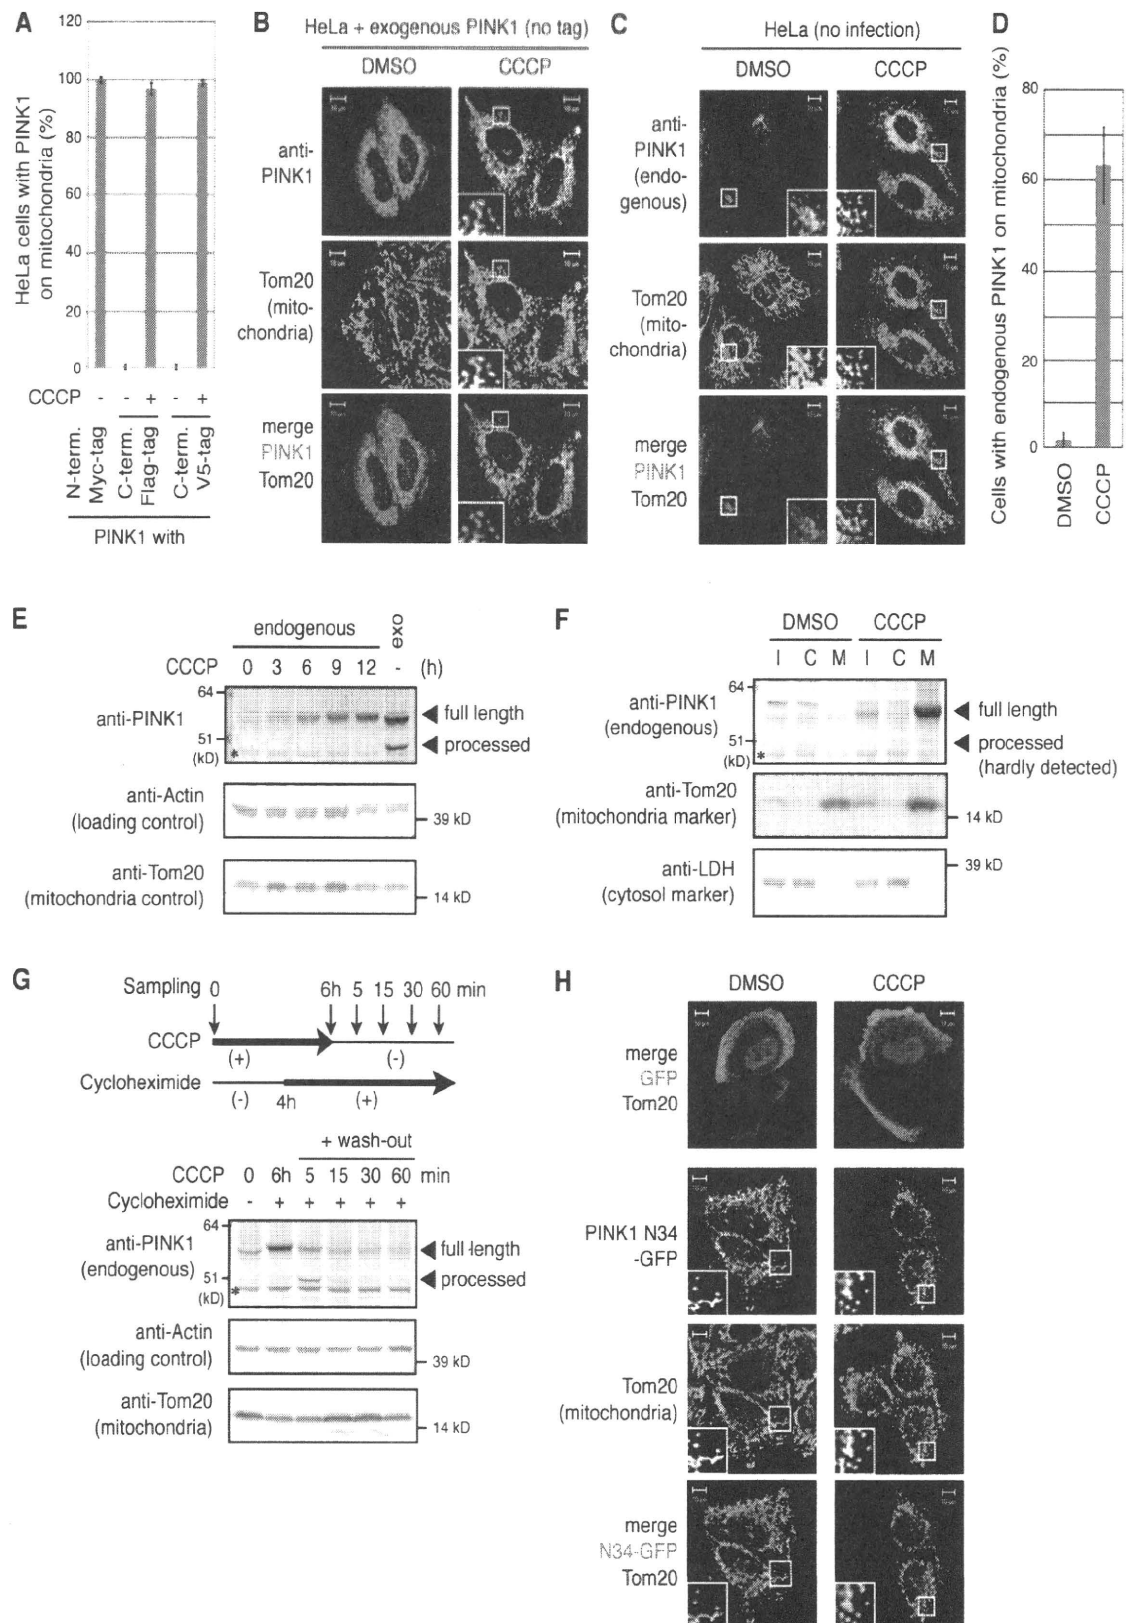 A
HeLa cells with PINK1
on mitochondria (%)
120
100
80
60
40
20
0
CCCP - - + - +
N-term.
Myc-tag
C-term.
Flag-tag
C-term.
V5-tag
PINK1 with
B
HeLa + exogenous PINK1 (no tag)
DMSO CCCP
anti-
PINK1
Tom20
(mito-
chondria)
merge
PINK1
Tom20
C
HeLa (no infection)
DMSO CCCP
anti-
PINK1
(endo-
genous)
Tom20
(mito-
chondria)
merge
PINK1
Tom20
D
Cells with endogenous PINK1 on mitochondria (%)
80
60
40
20
0
DMSO
CCCP
E
endogenous exo
CCCP 0 3 6 9 12 - (h)
64
anti-PINK1
full length
51
processed
(kD)
*
anti-Actin
(loading control)
39 kD
anti-Tom20
(mitochondria control)
14 kD
F
DMSO CCCP
I C M I C M
64
anti-PINK1
(endogenous)
full length
51
processed
(hardly detected)
(kD)
*
anti-Tom20
(mitochondria marker)
14 kD
anti-LDH
(cytosol marker)
39 kD
G
Sampling 0 6h 5 15 30 60 min
CCCP
(+) (-)
Cycloheximide
(-) 4h (+)
+ wash-out
CCCP 0 6h 5 15 30 60 min
Cycloheximide - + + + + +
64
anti-PINK1
(endogenous)
full length
51
processed
(kD)
*
anti-Actin
(loading control)
39 kD
anti-Tom20
(mitochondria)
14 kD
H
DMSO CCCP
merge
GFP
Tom20
PINK1 N34
-GFP
Tom20
(mitochondria)
merge
N34-GFP
Tom20